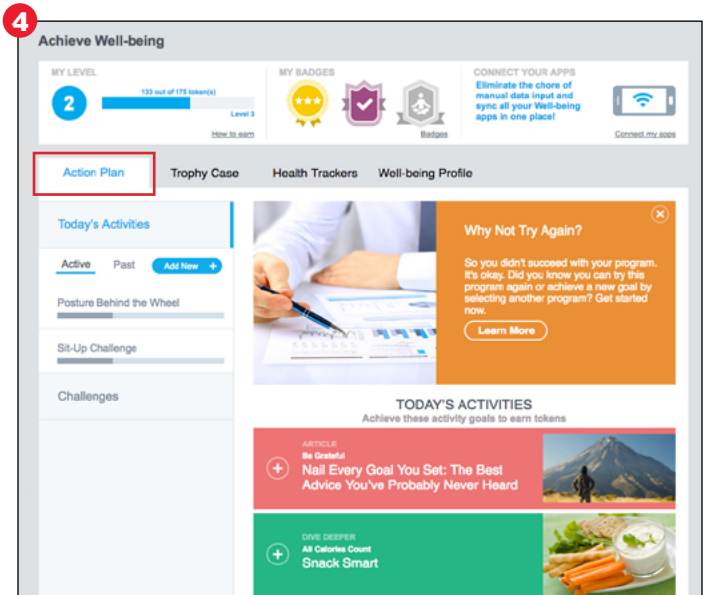 4
Achieve Well-being
MY LEVEL
2
133 out of 175 token(s)
Level 3
How to earn
MY BADGES
Badges
CONNECT YOUR APPS
Eliminate the chore of
manual data input and
sync all your Well-being
apps in one place!
Connect my apps
Action Plan
Trophy Case
Health Trackers
Well-being Profile
Today's Activities
Active
Past
Add New +
Posture Behind the Wheel
Sit-Up Challenge
Challenges
Why Not Try Again?
So you didn't succeed with your program.
It's okay. Did you know you can try this
program again or achieve a new goal by
selecting another program? Get started
now.
Learn More
TODAY'S ACTIVITIES
Achieve these activity goals to earn tokens
ARTICLE
Be Grateful
Nail Every Goal You Set: The Best
Advice You've Probably Never Heard
DIVE DEEPER
All Calories Count
Snack Smart